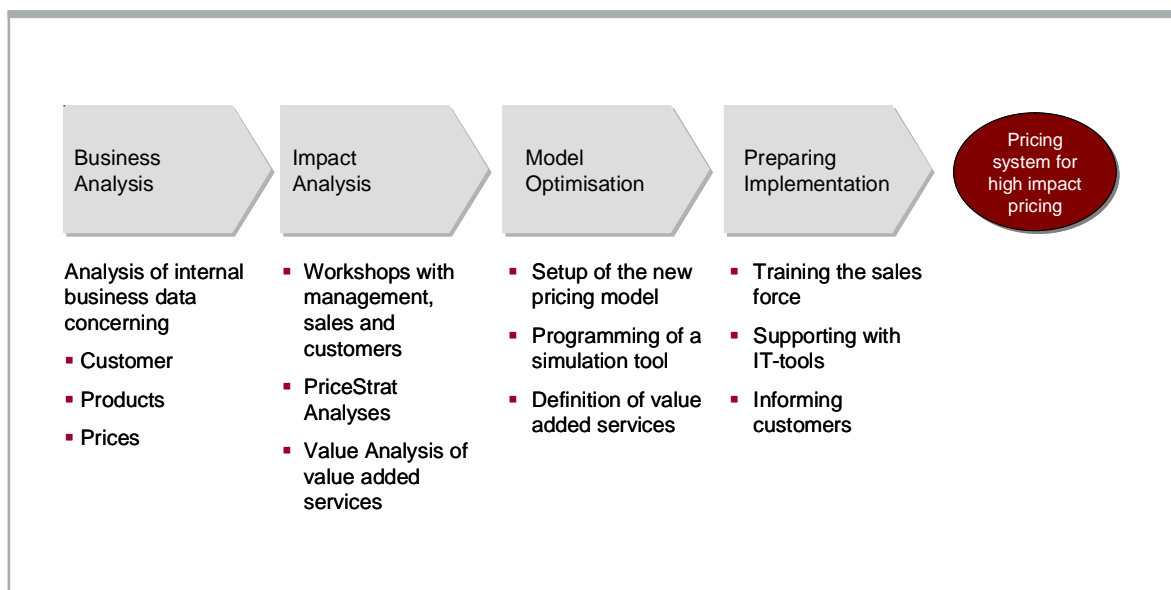 Business
Analysis
Impact
Analysis
Model
Optimisation
Preparing
Implementation
Pricing
system for
high impact
pricing
Analysis of internal
business data
concerning
▪ Customer
▪ Products
▪ Prices
▪ Workshops with
management,
sales and
customers
▪ PriceStrat
Analyses
▪ Value Analysis of
value added
services
▪ Setup of the new
pricing model
▪ Programming of a
simulation tool
▪ Definition of value
added services
▪ Training the sales
force
▪ Supporting with
IT-tools
▪ Informing
customers